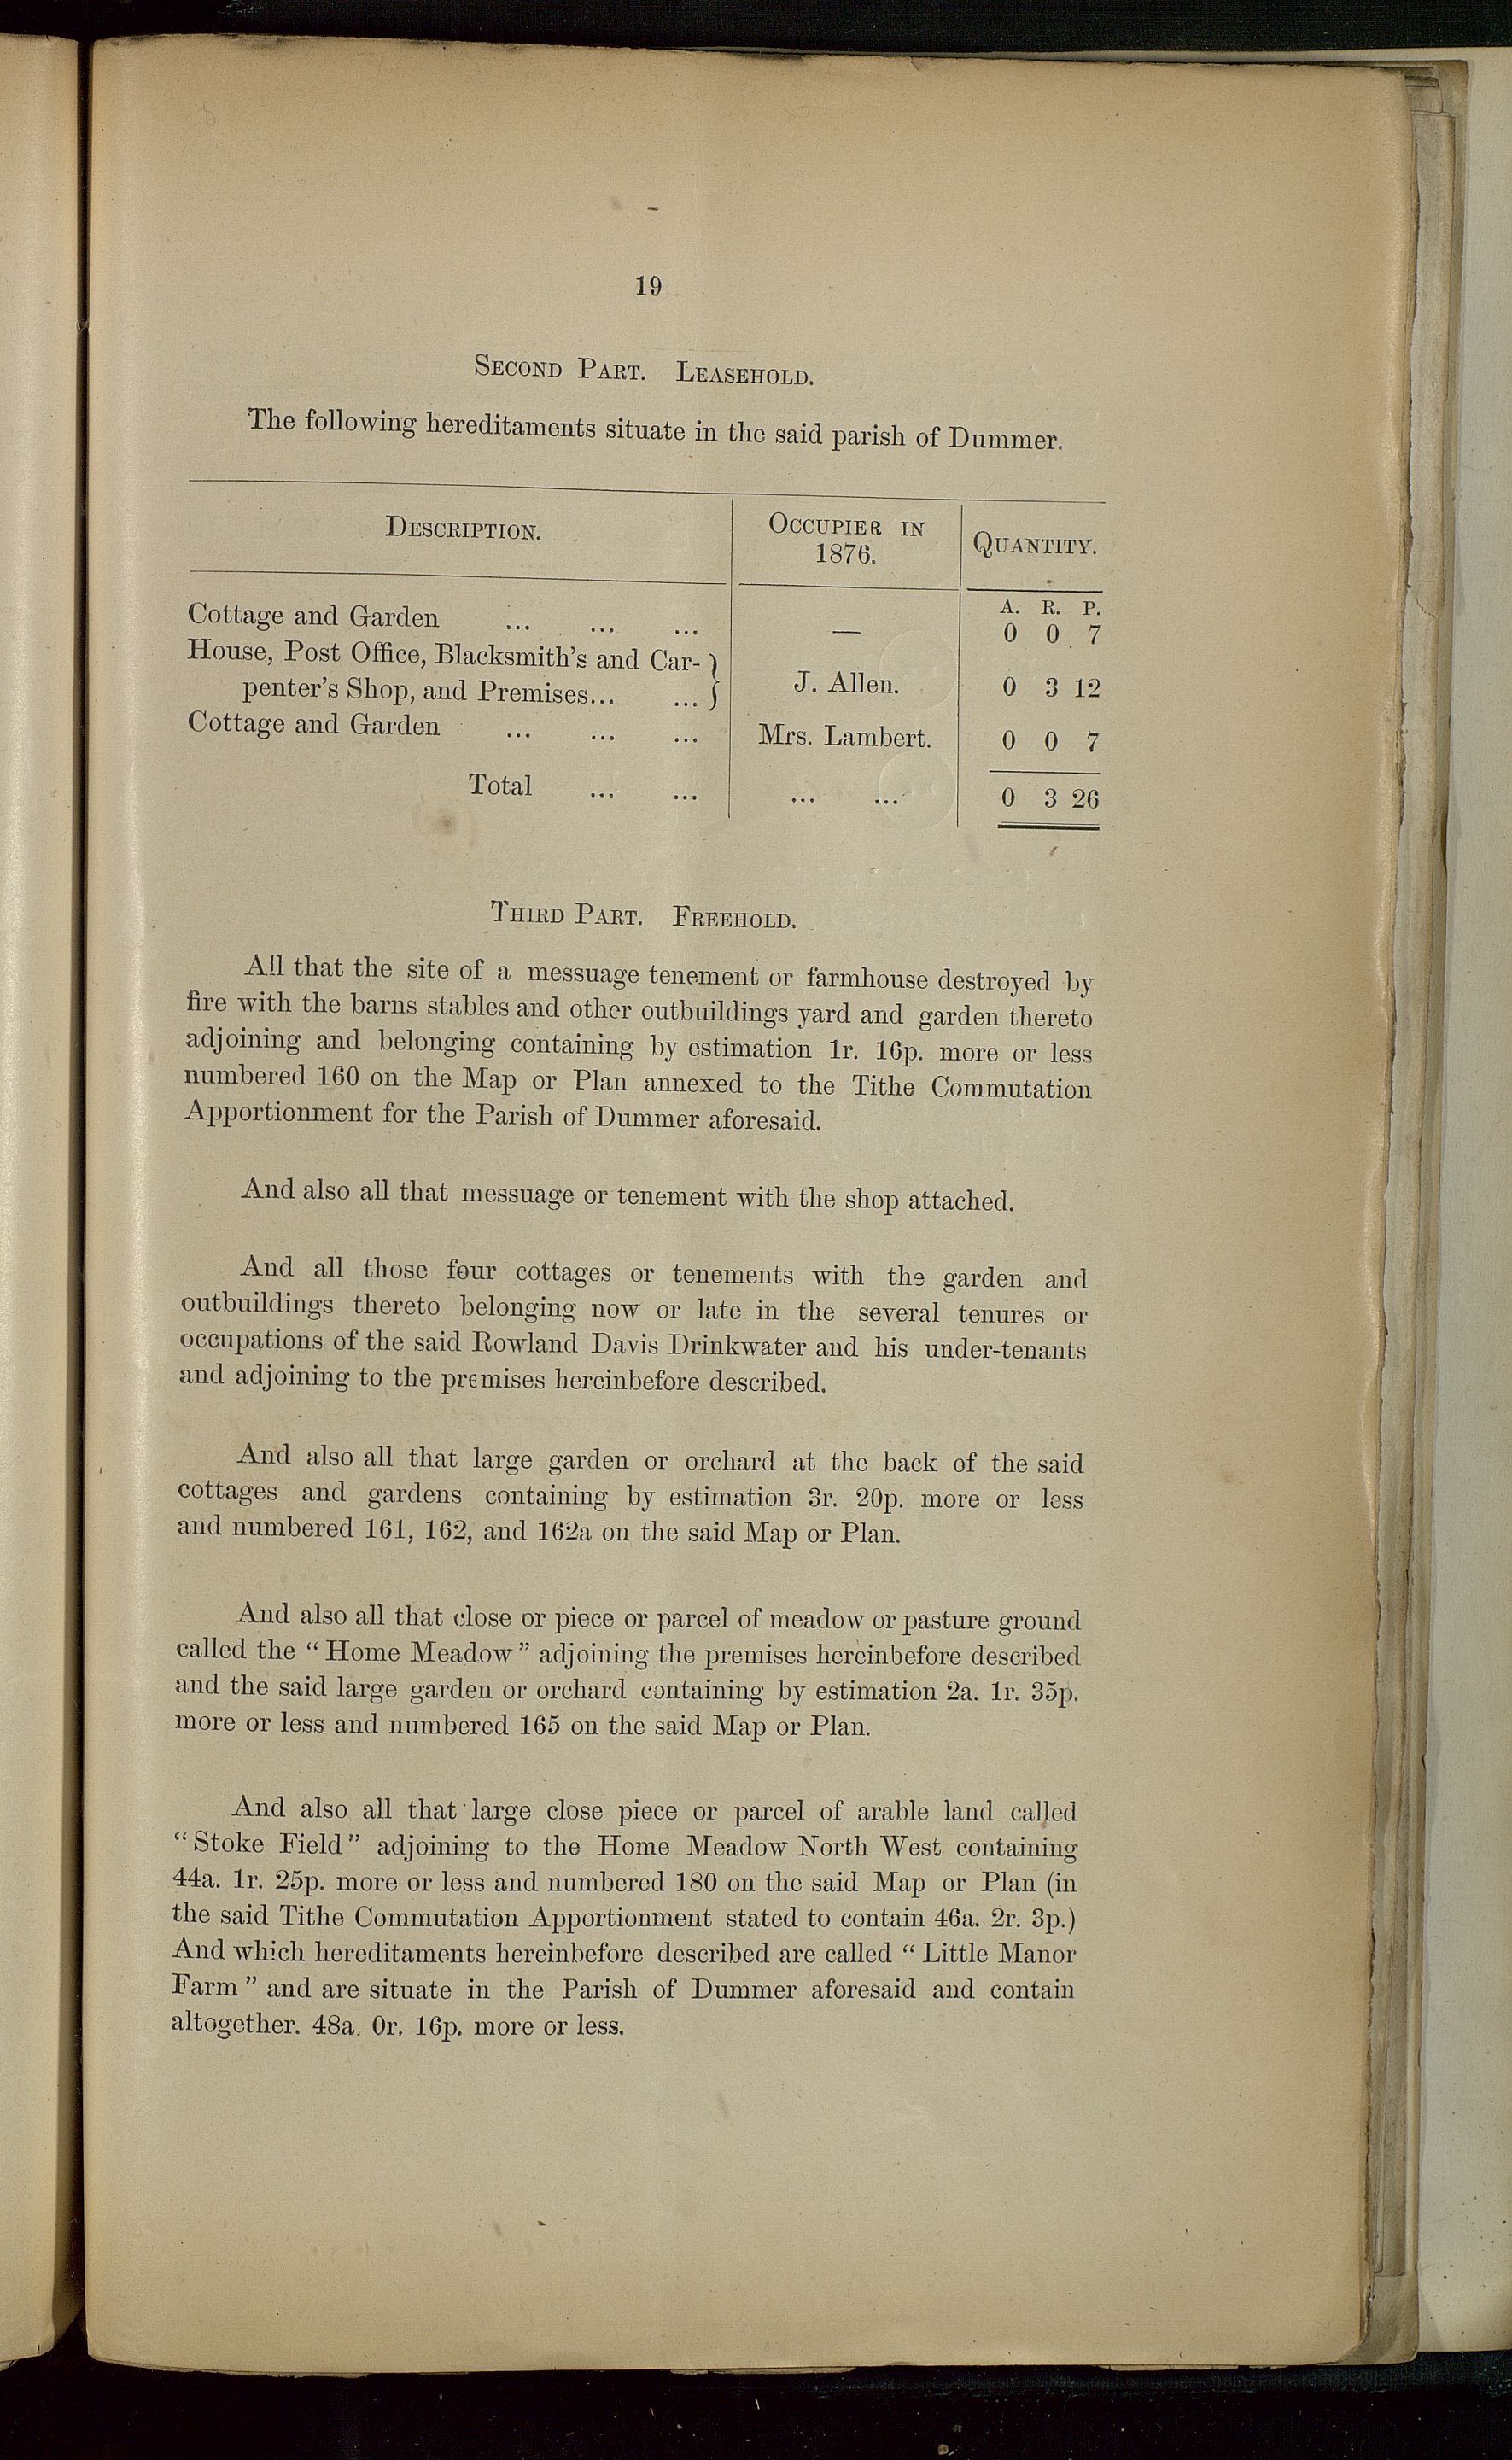 19
SECOND PART. LEASEHOLD.
The following hereditaments situate in the said parish of Dummer.
DESCRIPTION. OCCUPIER IN 1876. QUANTITY.
A. R. P.
Cottage and Garden ... ... ... — 0 0 7
House, Post Office, Blacksmith's and Car-
penter's Shop, and Premises... ... } J. Allen. 0 3 12
Cottage and Garden ... ... ... Mrs. Lambert. 0 0 7
Total ... ... ... ... 0 3 26
THIRD PART. FREEHOLD.
All that the site of a messuage tenement or farmhouse destroyed by
fire with the barns stables and other outbuildings yard and garden thereto
adjoining and belonging containing by estimation 1r. 16p. more or less
numbered 160 on the Map or Plan annexed to the Tithe Commutation
Apportionment for the Parish of Dummer aforesaid.
And also all that messuage or tenement with the shop attached.
And all those four cottages or tenements with the garden and
outbuildings thereto belonging now or late in the several tenures or
occupations of the said Rowland Davis Drinkwater and his under-tenants
and adjoining to the premises hereinbefore described.
And also all that large garden or orchard at the back of the said
cottages and gardens containing by estimation 3r. 20p. more or less
and numbered 161, 162, and 162a on the said Map or Plan.
And also all that close or piece or parcel of meadow or pasture ground
called the "Home Meadow" adjoining the premises hereinbefore described
and the said large garden or orchard containing by estimation 2a. 1r. 35p.
more or less and numbered 165 on the said Map or Plan.
And also all that large close piece or parcel of arable land called
"Stoke Field" adjoining to the Home Meadow North West containing
44a. 1r. 25p. more or less and numbered 180 on the said Map or Plan (in
the said Tithe Commutation Apportionment stated to contain 46a. 2r. 3p.)
And which hereditaments hereinbefore described are called "Little Manor
Farm" and are situate in the Parish of Dummer aforesaid and contain
altogether. 48a. 0r. 16p. more or less.